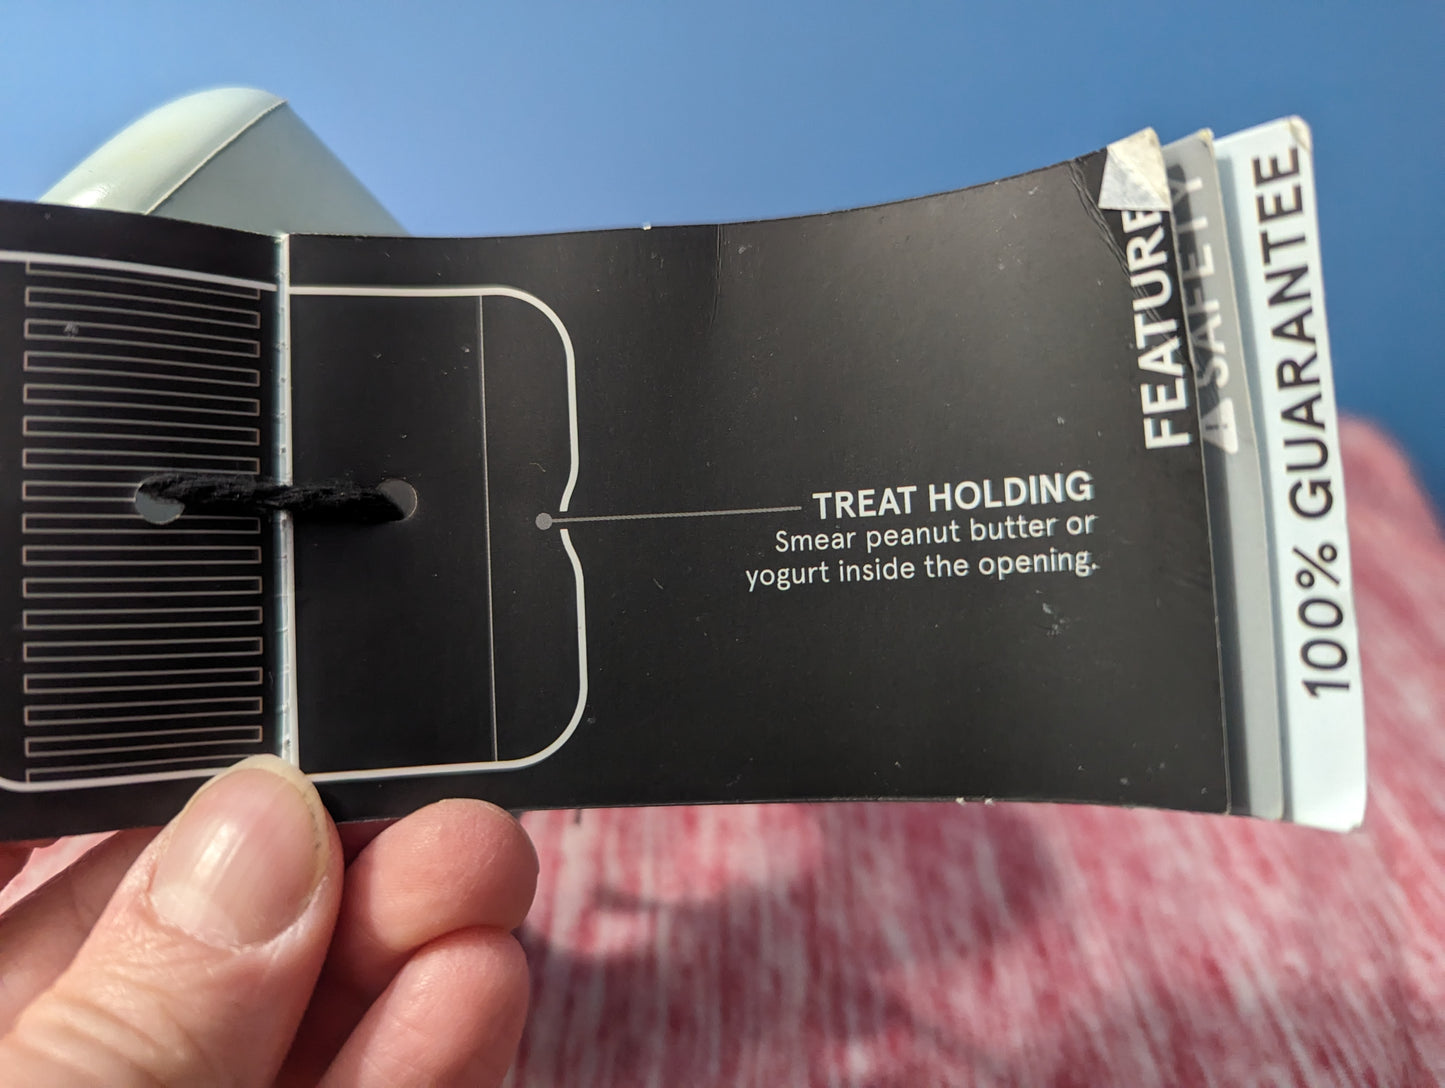 TREAT HOLDING
Smear peanut butter or
yogurt inside the opening.
FEATURE
SAFETY
100% GUARANTEE